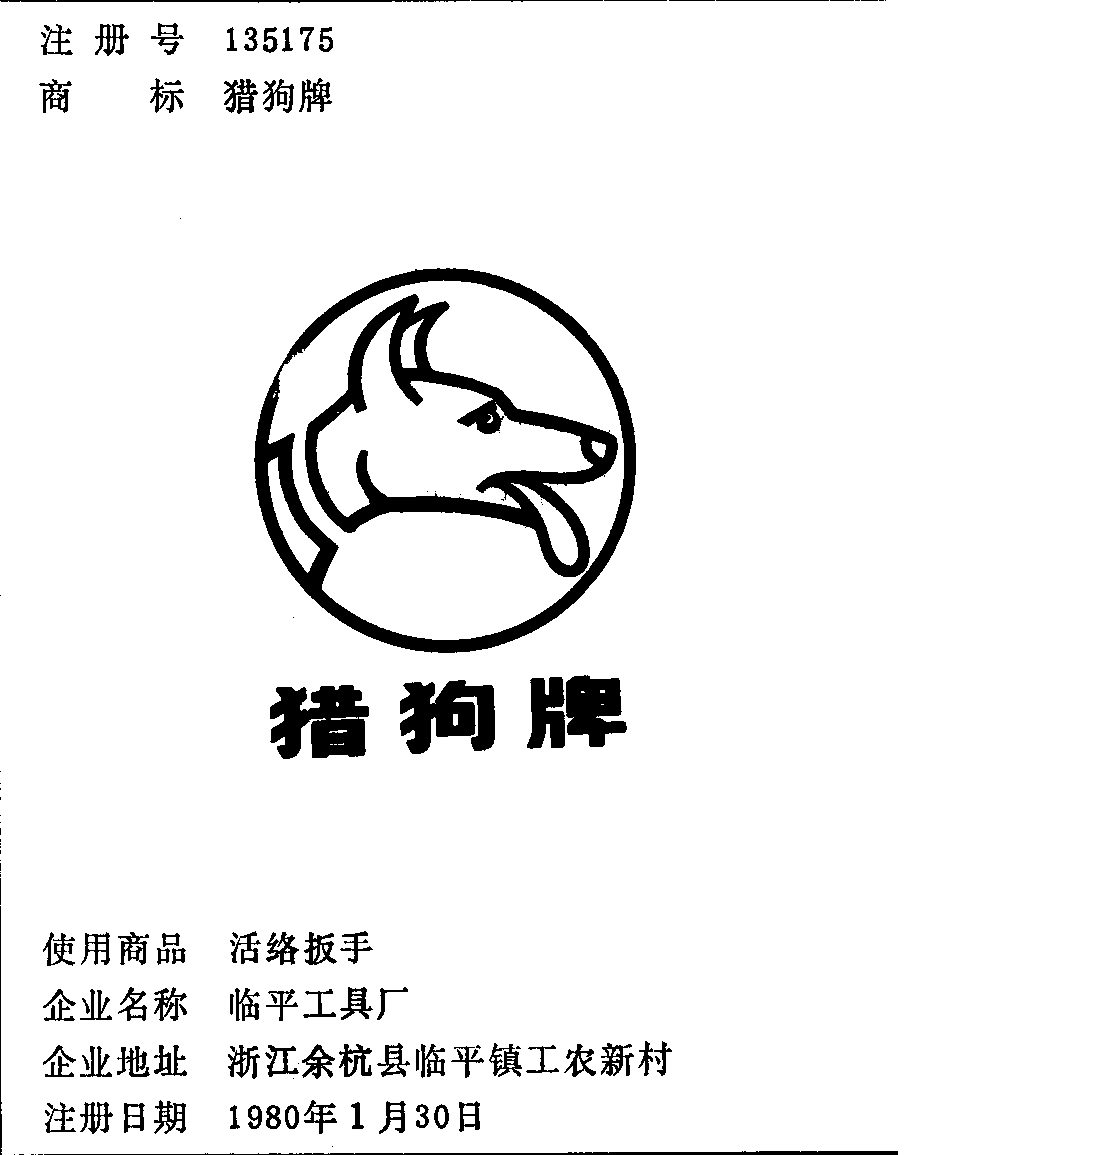 注册号 135175
商标 猎狗牌
猎狗牌
使用商品 活络扳手
企业名称 临平工具厂
企业地址 浙江余杭县临平镇工农新村
注册日期 1980年1月30日